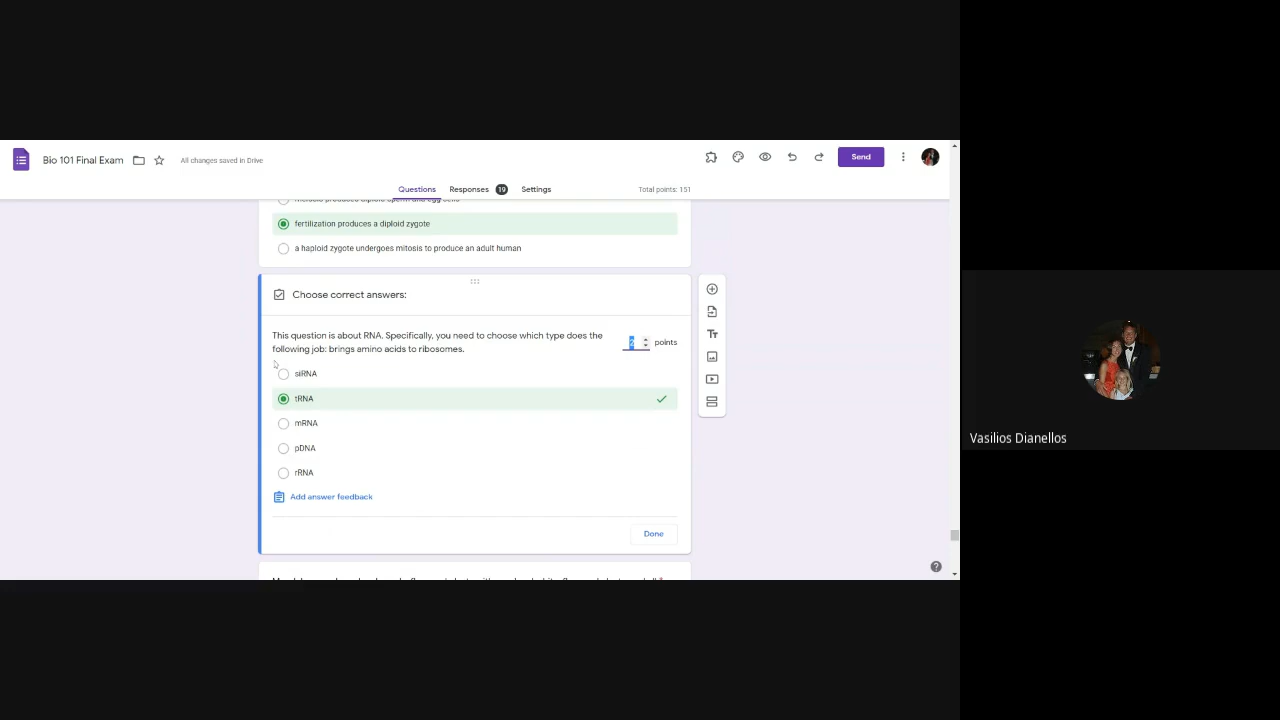 Bio 101 Final Exam
All changes saved in Drive
Send
Questions
Responses 19
Settings
Total points: 151
fertilization produces a diploid zygote
a haploid zygote undergoes mitosis to produce an adult human
Choose correct answers:
This question is about RNA. Specifically, you need to choose which type does the
following job: brings amino acids to ribosomes.
2 points
siRNA
tRNA
mRNA
pDNA
rRNA
Add answer feedback
Done
Vasilios Dianellos